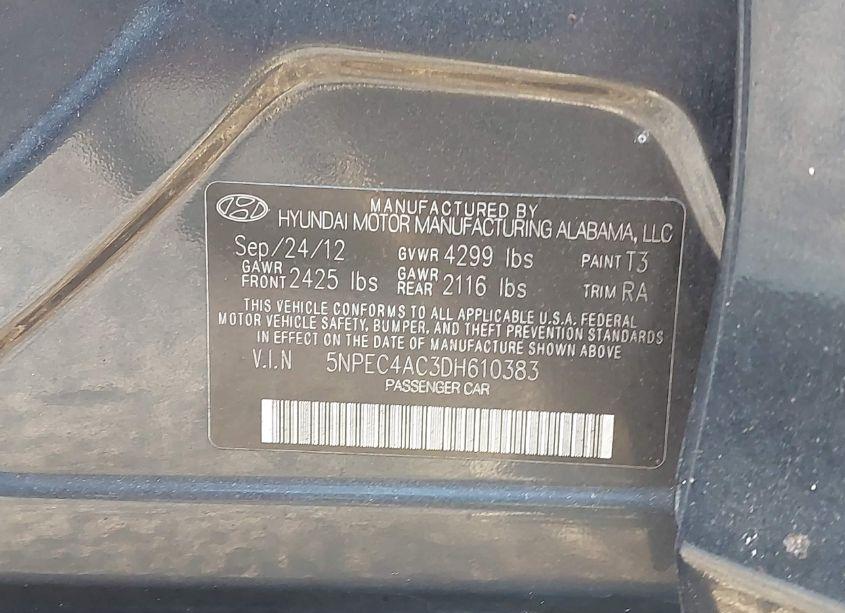 MANUFACTURED BY
HYUNDAI MOTOR MANUFACTURING ALABAMA, LLC
Sep/24/12 GVWR 4299 lbs PAINT T3
GAWR FRONT 2425 lbs GAWR REAR 2116 lbs TRIM RA
THIS VEHICLE CONFORMS TO ALL APPLICABLE U.S.A. FEDERAL
MOTOR VEHICLE SAFETY, BUMPER, AND THEFT PREVENTION STANDARDS
IN EFFECT ON THE DATE OF MANUFACTURE SHOWN ABOVE
V.I.N 5NPEC4AC3DH610383
PASSENGER CAR